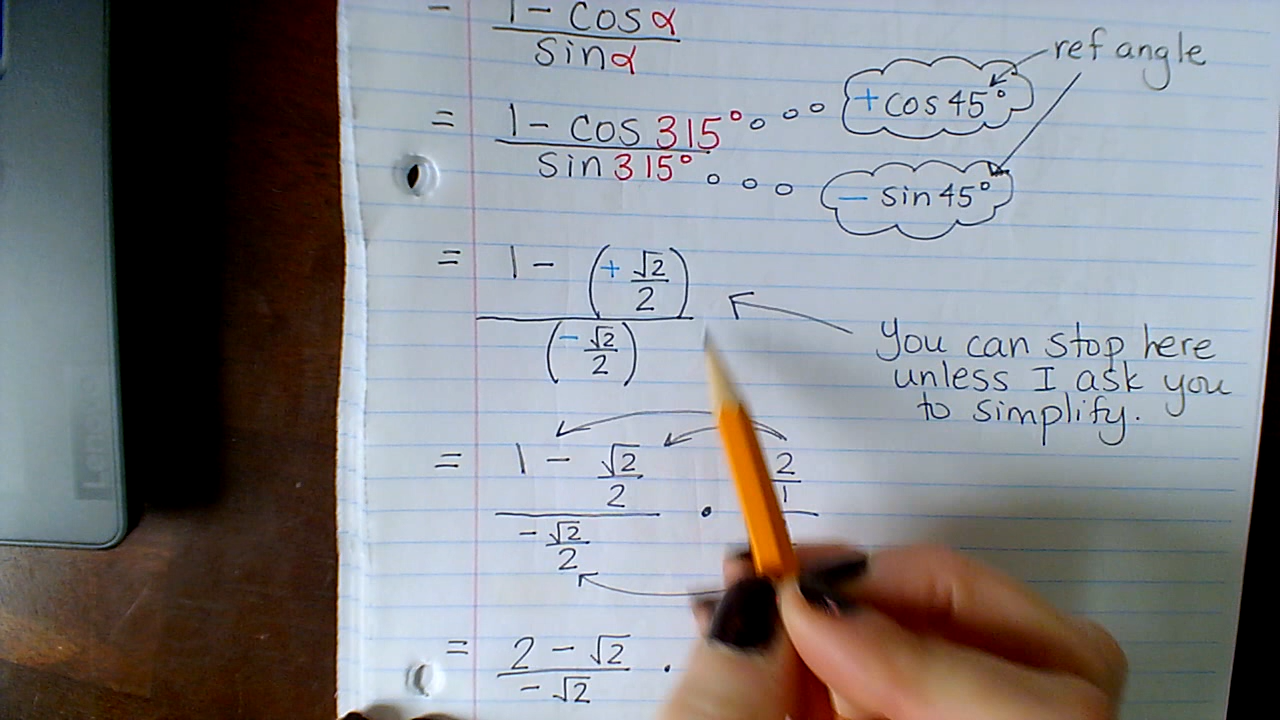 - 1 - cos α
sin α
ref angle
= 1 - cos 315° + cos 45°
sin 315° - sin 45°
= 1 - (+ √2/2)
(- √2/2)
You can stop here
unless I ask you
to simplify.
= 1 - √2/2 · 2/1
- √2/2
= 2 - √2 ·
- √2
Lenovo